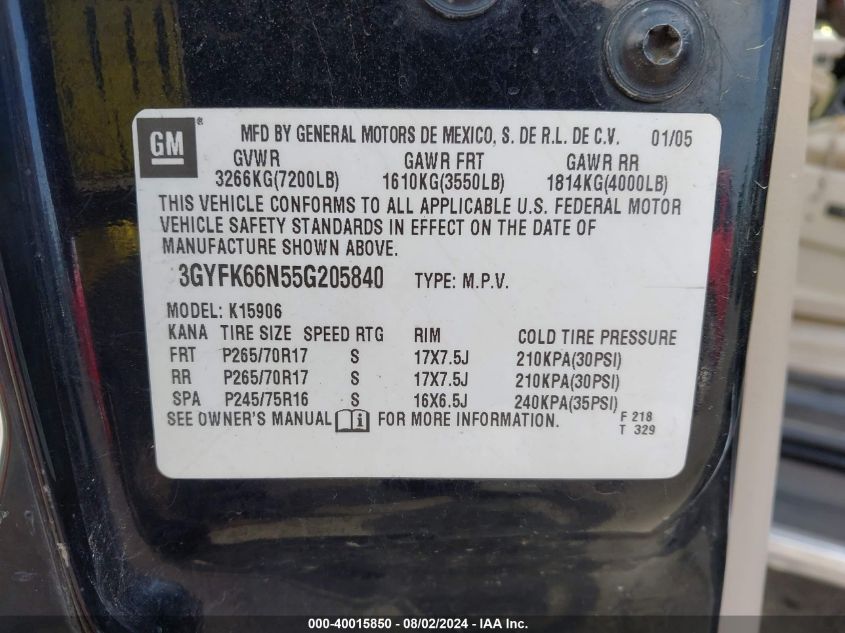 GM ® MFD BY GENERAL MOTORS DE MEXICO, S. DE R.L. DE C.V. 01/05
GVWR GAWR FRT GAWR RR
3266KG(7200LB) 1610KG(3550LB) 1814KG(4000LB)
THIS VEHICLE CONFORMS TO ALL APPLICABLE U.S. FEDERAL MOTOR
VEHICLE SAFETY STANDARDS IN EFFECT ON THE DATE OF
MANUFACTURE SHOWN ABOVE.
3GYFK66N55G205840 TYPE: M.P.V.
MODEL: K15906
KANA TIRE SIZE SPEED RTG RIM COLD TIRE PRESSURE
FRT P265/70R17 S 17X7.5J 210KPA(30PSI)
RR P265/70R17 S 17X7.5J 210KPA(30PSI)
SPA P245/75R16 S 16X6.5J 240KPA(35PSI)
SEE OWNER'S MANUAL i FOR MORE INFORMATION. F 218
T 329
000-40015850 - 08/02/2024 - IAA Inc.